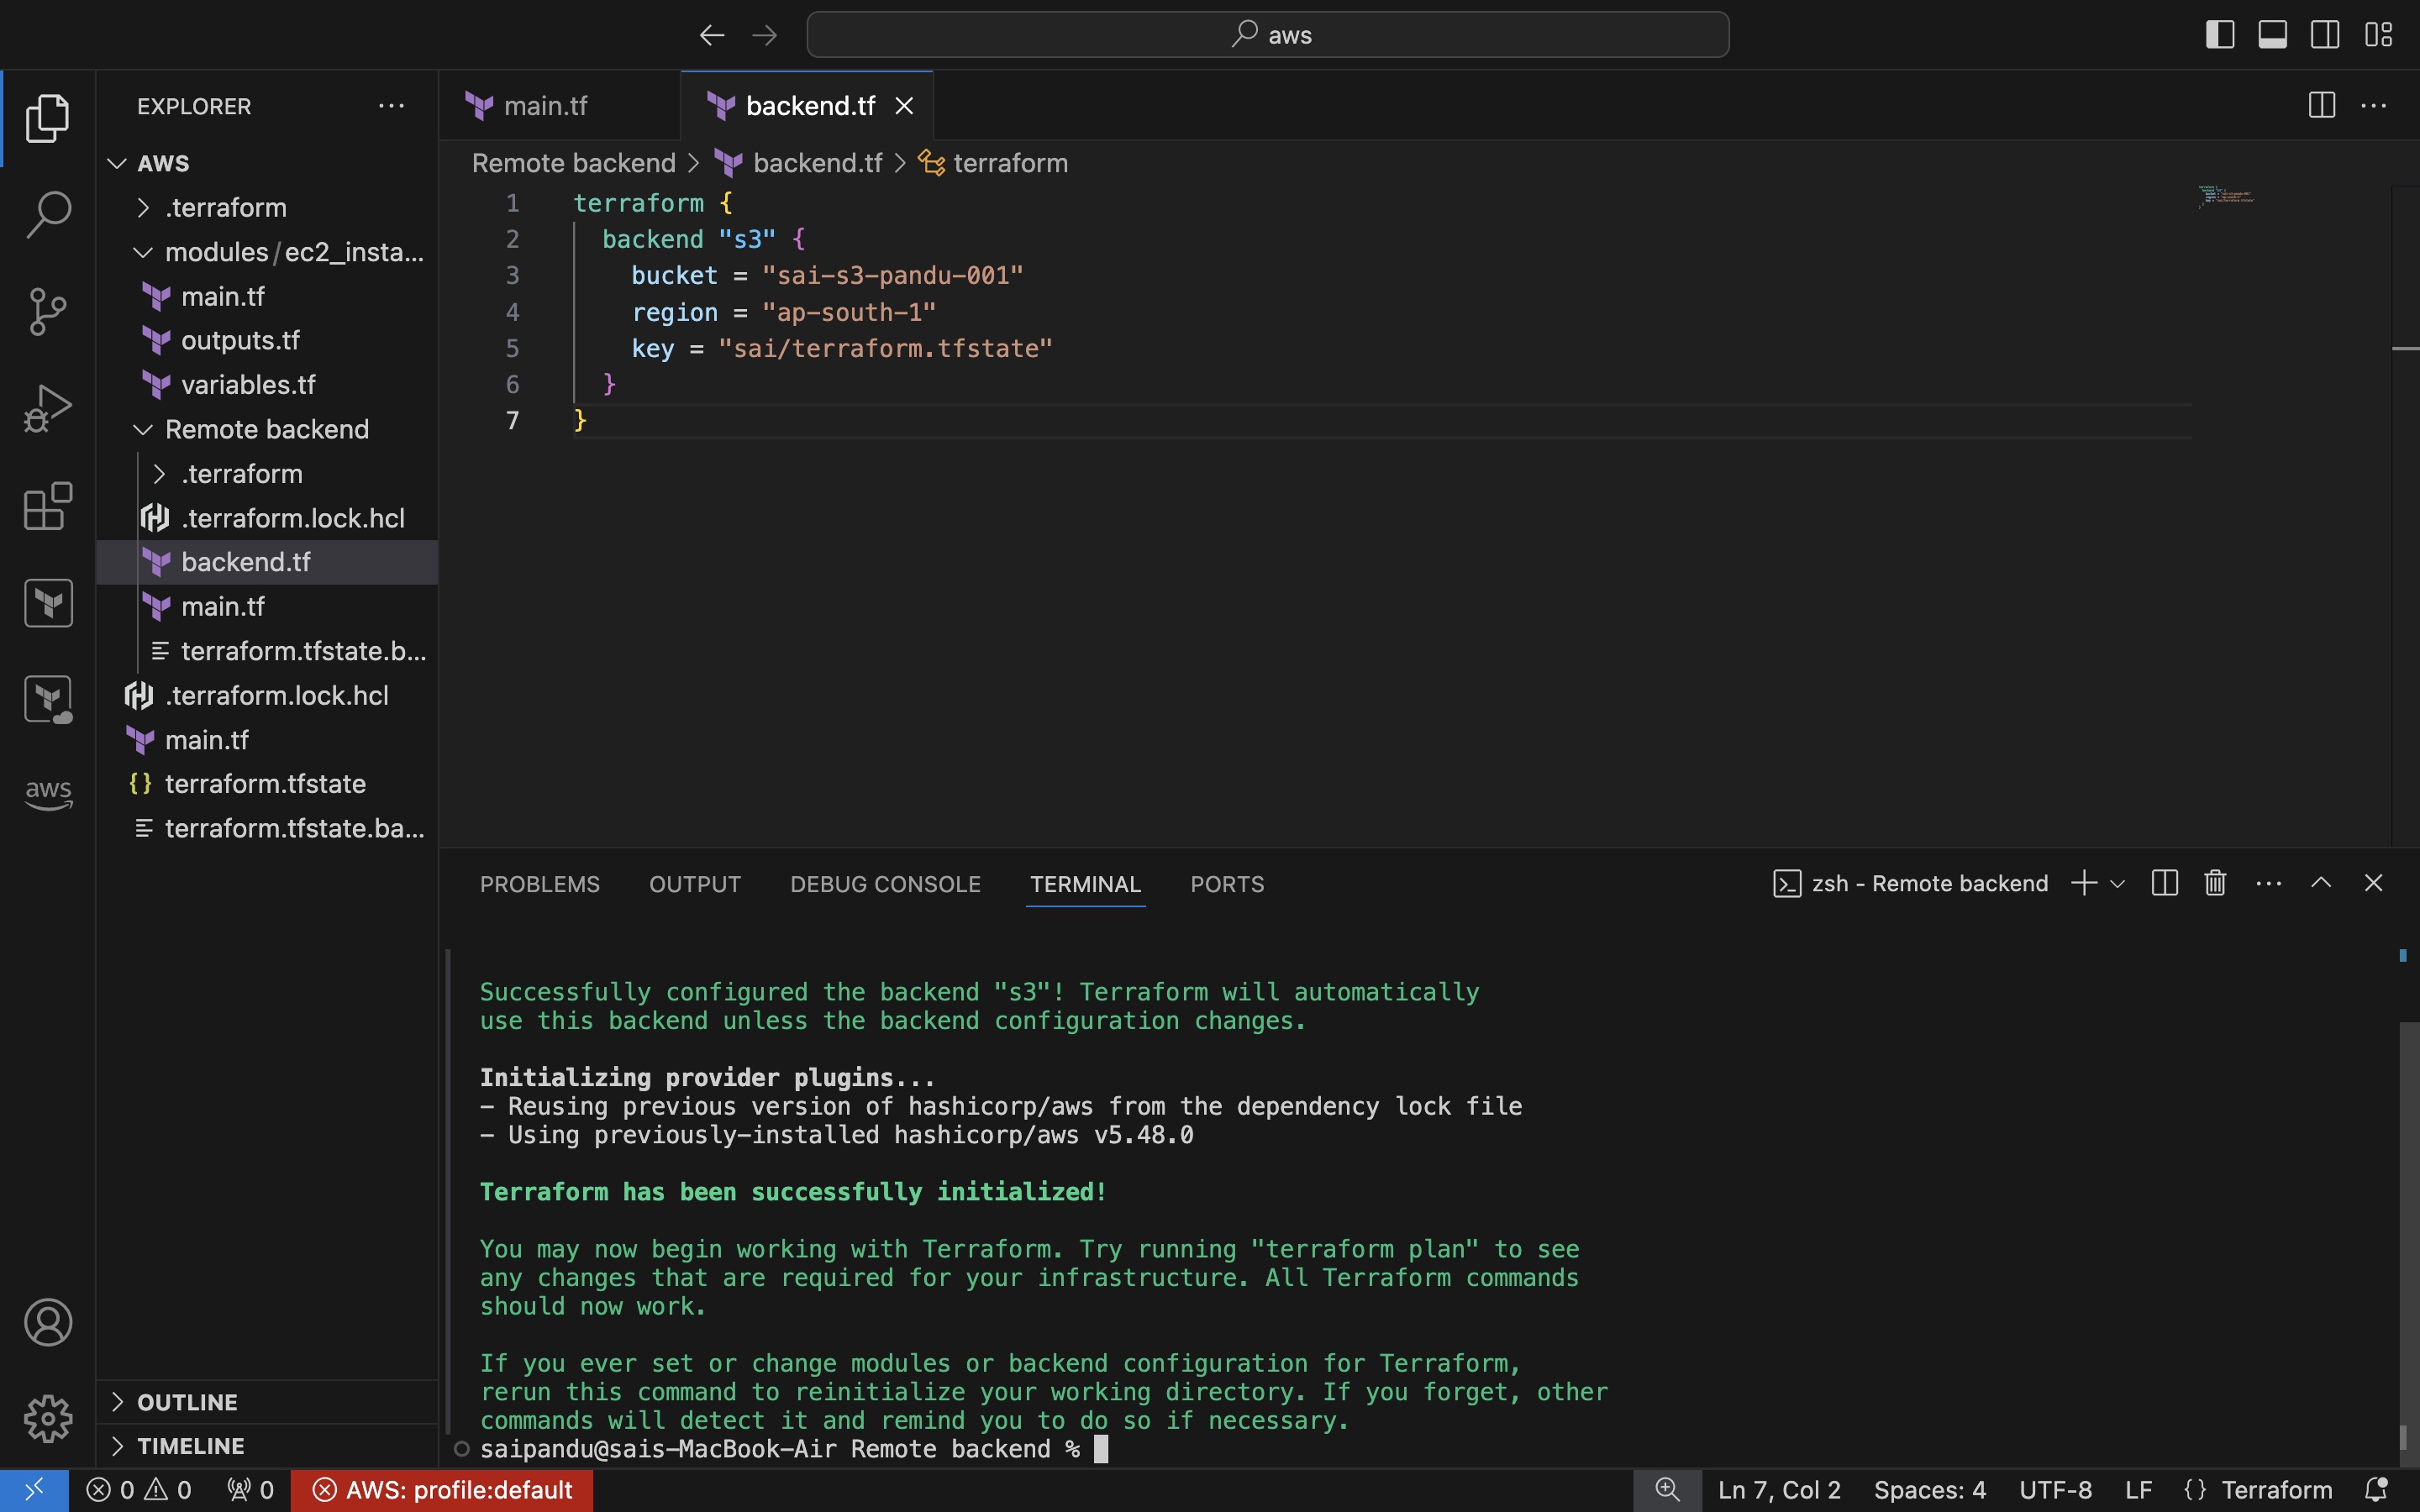 aws
EXPLORER
AWS
.terraform
modules/ec2_insta...
main.tf
outputs.tf
variables.tf
Remote backend
.terraform
.terraform.lock.hcl
backend.tf
main.tf
terraform.tfstate.b...
.terraform.lock.hcl
main.tf
{} terraform.tfstate
terraform.tfstate.ba...
aws
OUTLINE
TIMELINE
main.tf
backend.tf
Remote backend > backend.tf > terraform
1 terraform {
2 backend "s3" {
3 bucket = "sai-s3-pandu-001"
4 region = "ap-south-1"
5 key = "sai/terraform.tfstate"
6 }
7 }
PROBLEMS OUTPUT DEBUG CONSOLE TERMINAL PORTS
zsh - Remote backend
Successfully configured the backend "s3"! Terraform will automatically
use this backend unless the backend configuration changes.
Initializing provider plugins...
- Reusing previous version of hashicorp/aws from the dependency lock file
- Using previously-installed hashicorp/aws v5.48.0
Terraform has been successfully initialized!
You may now begin working with Terraform. Try running "terraform plan" to see
any changes that are required for your infrastructure. All Terraform commands
should now work.
If you ever set or change modules or backend configuration for Terraform,
rerun this command to reinitialize your working directory. If you forget, other
commands will detect it and remind you to do so if necessary.
saipandu@sais-MacBook-Air Remote backend %
0 0 0 AWS: profile:default
Ln 7, Col 2 Spaces: 4 UTF-8 LF {} Terraform